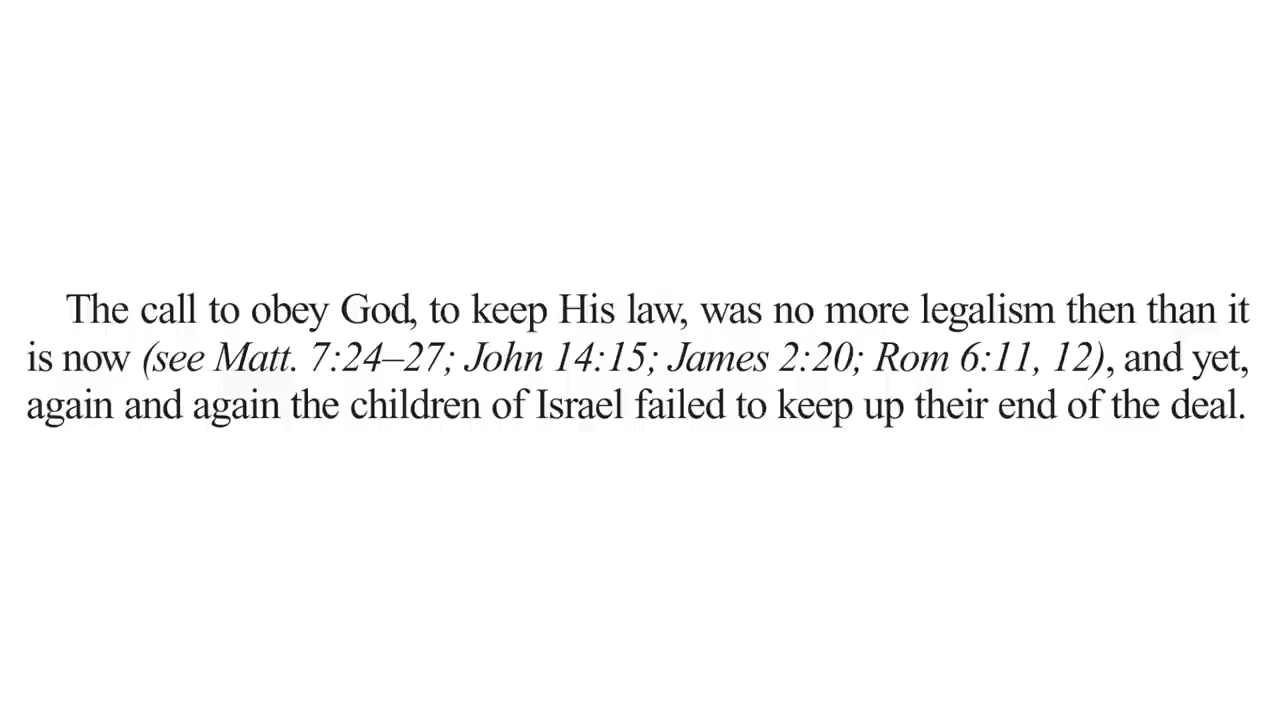 The call to obey God, to keep His law, was no more legalism then than it
is now (see Matt. 7:24–27; John 14:15; James 2:20; Rom 6:11, 12), and yet,
again and again the children of Israel failed to keep up their end of the deal.